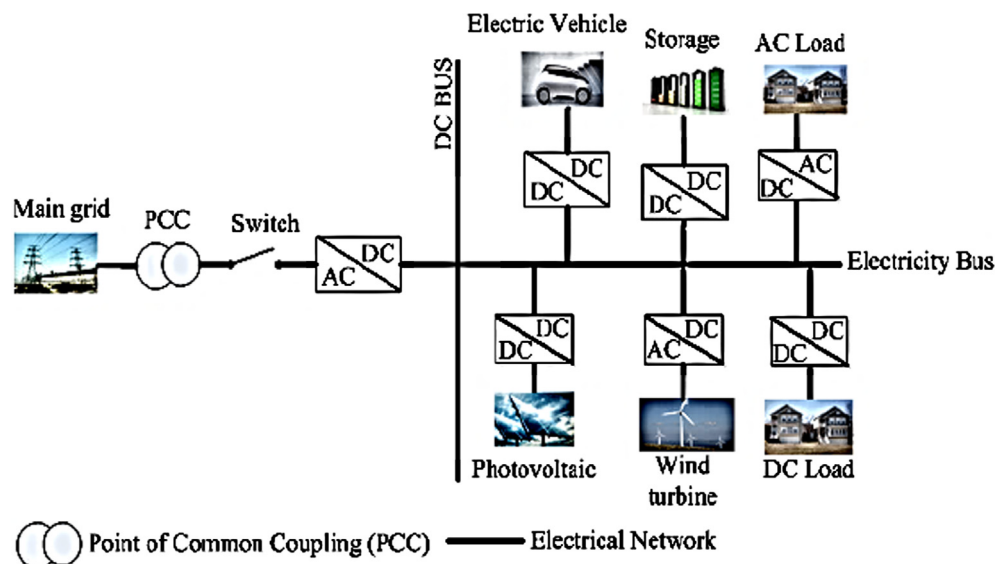 Electric Vehicle
Storage
AC Load
DC BUS
DC
DC
DC
DC
AC
DC
Main grid
PCC
Switch
DC
AC
Electricity Bus
DC
DC
DC
AC
DC
DC
Photovoltaic
Wind
turbine
DC Load
Point of Common Coupling (PCC)
Electrical Network